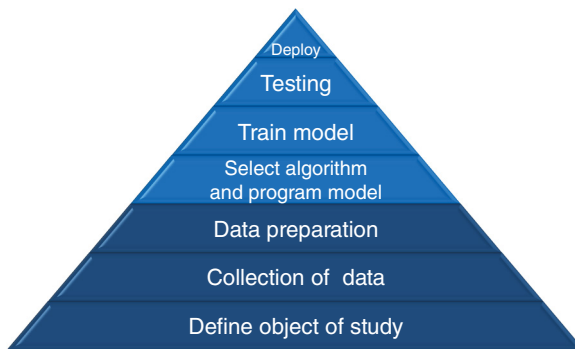 Deploy
Testing
Train model
Select algorithm
and program model
Data preparation
Collection of data
Define object of study